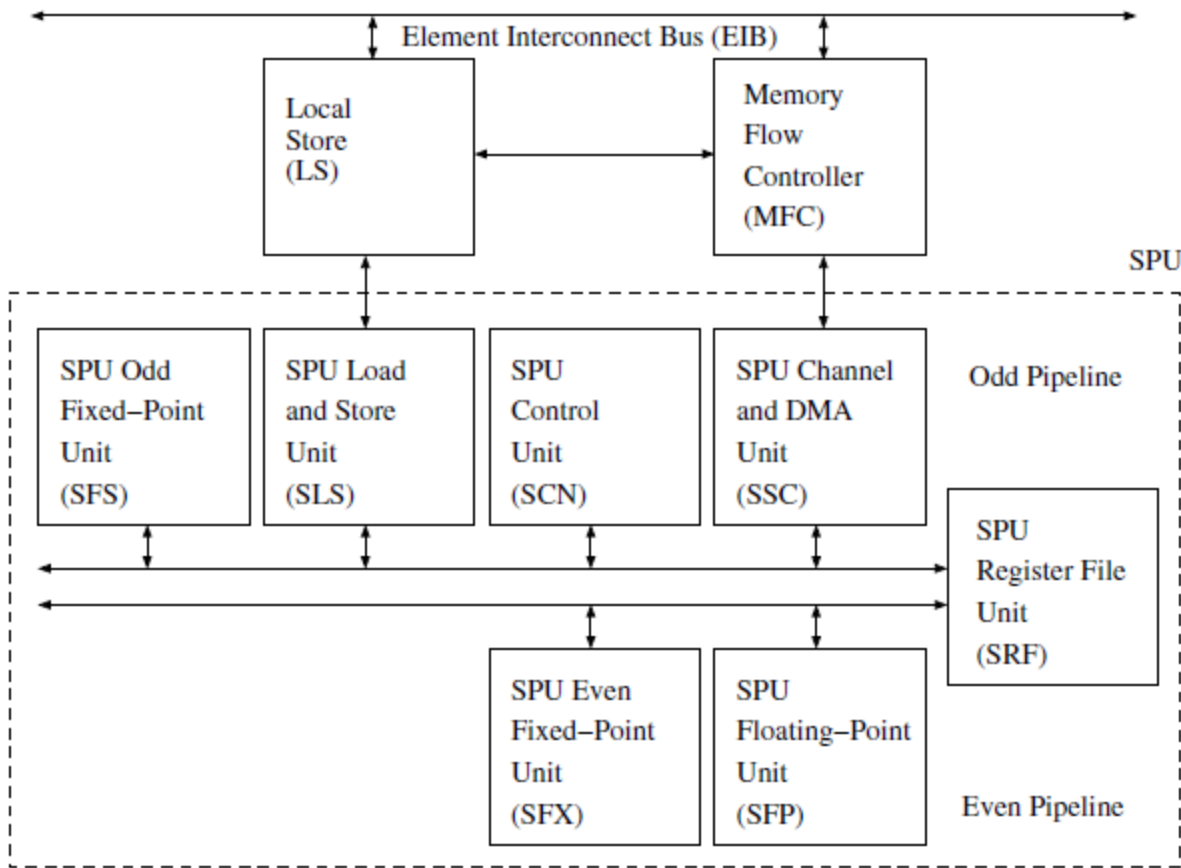 Element Interconnect Bus (EIB)
Local
Store
(LS)
Memory
Flow
Controller
(MFC)
SPU
SPU Odd
Fixed−Point
Unit
(SFS)
SPU Load
and Store
Unit
(SLS)
SPU
Control
Unit
(SCN)
SPU Channel
and DMA
Unit
(SSC)
Odd Pipeline
SPU
Register File
Unit
(SRF)
SPU Even
Fixed−Point
Unit
(SFX)
SPU
Floating−Point
Unit
(SFP)
Even Pipeline